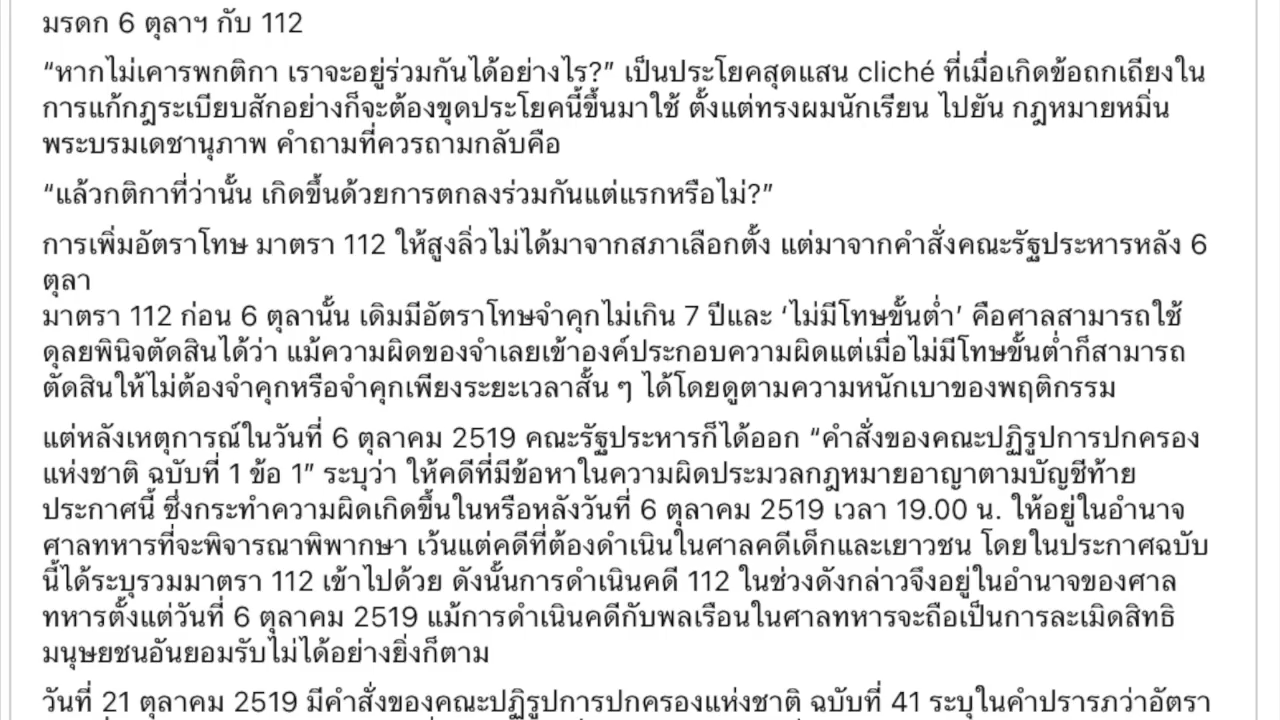 มรดก 6 ตุลาฯ กับ 112
“หากไม่เคารพกติกา เราจะอยู่ร่วมกันได้อย่างไร?” เป็นประโยคสุดแสน cliché ที่เมื่อเกิดข้อถกเถียงใน
การแก้กฎระเบียบสักอย่างก็จะต้องขุดประโยคนี้ขึ้นมาใช้ ตั้งแต่ทรงผมนักเรียน ไปยัน กฎหมายหมิ่น
พระบรมเดชานุภาพ คำถามที่ควรถามกลับคือ
“แล้วกติกาที่ว่านั้น เกิดขึ้นด้วยการตกลงร่วมกันแต่แรกหรือไม่?”
การเพิ่มอัตราโทษ มาตรา 112 ให้สูงลิ่วไม่ได้มาจากสภาเลือกตั้ง แต่มาจากคำสั่งคณะรัฐประหารหลัง 6
ตุลา
มาตรา 112 ก่อน 6 ตุลานั้น เดิมมีอัตราโทษจำคุกไม่เกิน 7 ปีและ ‘ไม่มีโทษขั้นต่ำ’ คือศาลสามารถใช้
ดุลยพินิจตัดสินได้ว่า แม้ความผิดของจำเลยเข้าองค์ประกอบความผิดแต่เมื่อไม่มีโทษขั้นต่ำก็สามารถ
ตัดสินให้ไม่ต้องจำคุกหรือจำคุกเพียงระยะเวลาสั้น ๆ ได้โดยดูตามความหนักเบาของพฤติกรรม
แต่หลังเหตุการณ์ในวันที่ 6 ตุลาคม 2519 คณะรัฐประหารก็ได้ออก “คำสั่งของคณะปฏิรูปการปกครอง
แห่งชาติ ฉบับที่ 1 ข้อ 1” ระบุว่า ให้คดีที่มีข้อหาในความผิดประมวลกฎหมายอาญาตามบัญชีท้าย
ประกาศนี้ ซึ่งกระทำความผิดเกิดขึ้นในหรือหลังวันที่ 6 ตุลาคม 2519 เวลา 19.00 น. ให้อยู่ในอำนาจ
ศาลทหารที่จะพิจารณาพิพากษา เว้นแต่คดีที่ต้องดำเนินในศาลคดีเด็กและเยาวชน โดยในประกาศฉบับ
นี้ได้ระบุรวมมาตรา 112 เข้าไปด้วย ดังนั้นการดำเนินคดี 112 ในช่วงดังกล่าวจึงอยู่ในอำนาจของศาล
ทหารตั้งแต่วันที่ 6 ตุลาคม 2519 แม้การดำเนินคดีกับพลเรือนในศาลทหารจะถือเป็นการละเมิดสิทธิ
มนุษยชนอันยอมรับไม่ได้อย่างยิ่งก็ตาม
วันที่ 21 ตุลาคม 2519 มีคำสั่งของคณะปฏิรูปการปกครองแห่งชาติ ฉบับที่ 41 ระบุในคำปรารภว่าอัตรา